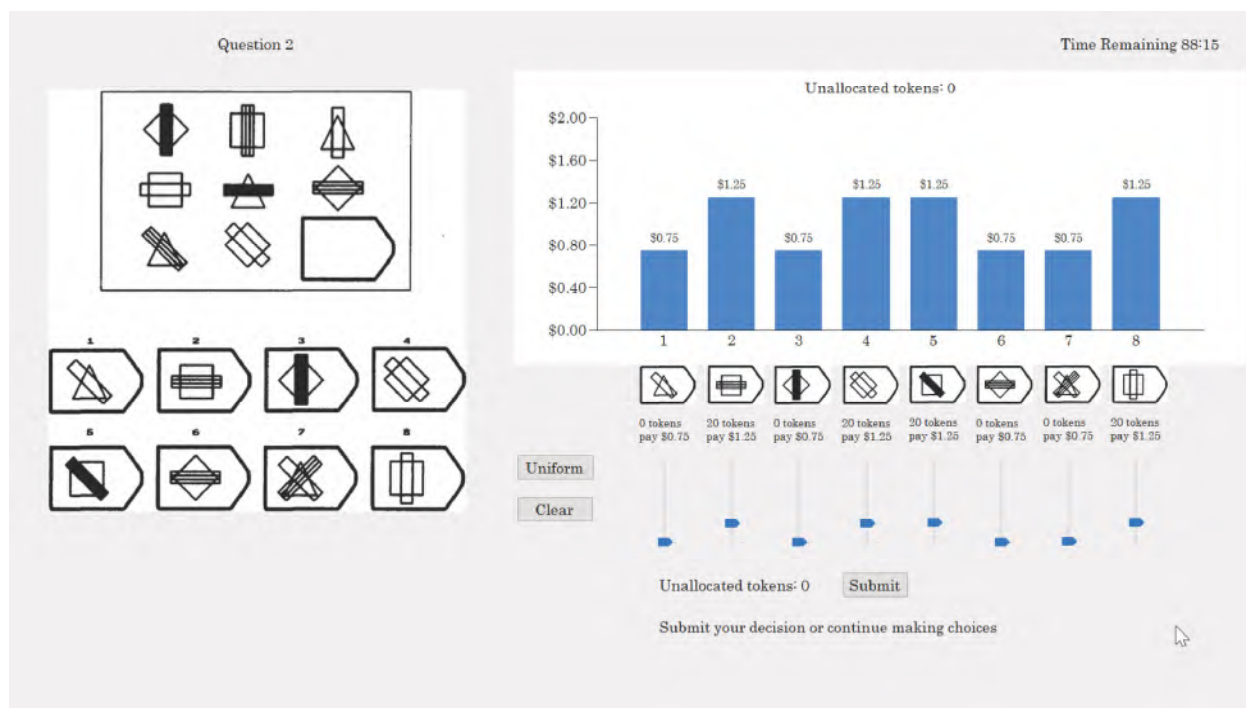 Question 2
Time Remaining 88:15
Unallocated tokens: 0
$2.00
$1.60
$1.20
$0.80
$0.40
$0.00
$0.75
$1.25
$0.75
$1.25
$1.25
$0.75
$0.75
$1.25
1 2 3 4 5 6 7 8
1 2 3 4
5 6 7 8
0 tokens 20 tokens 0 tokens 20 tokens 20 tokens 0 tokens 0 tokens 20 tokens
pay $0.75 pay $1.25 pay $0.75 pay $1.25 pay $1.25 pay $0.75 pay $0.75 pay $1.25
Uniform
Clear
Unallocated tokens: 0 Submit
Submit your decision or continue making choices